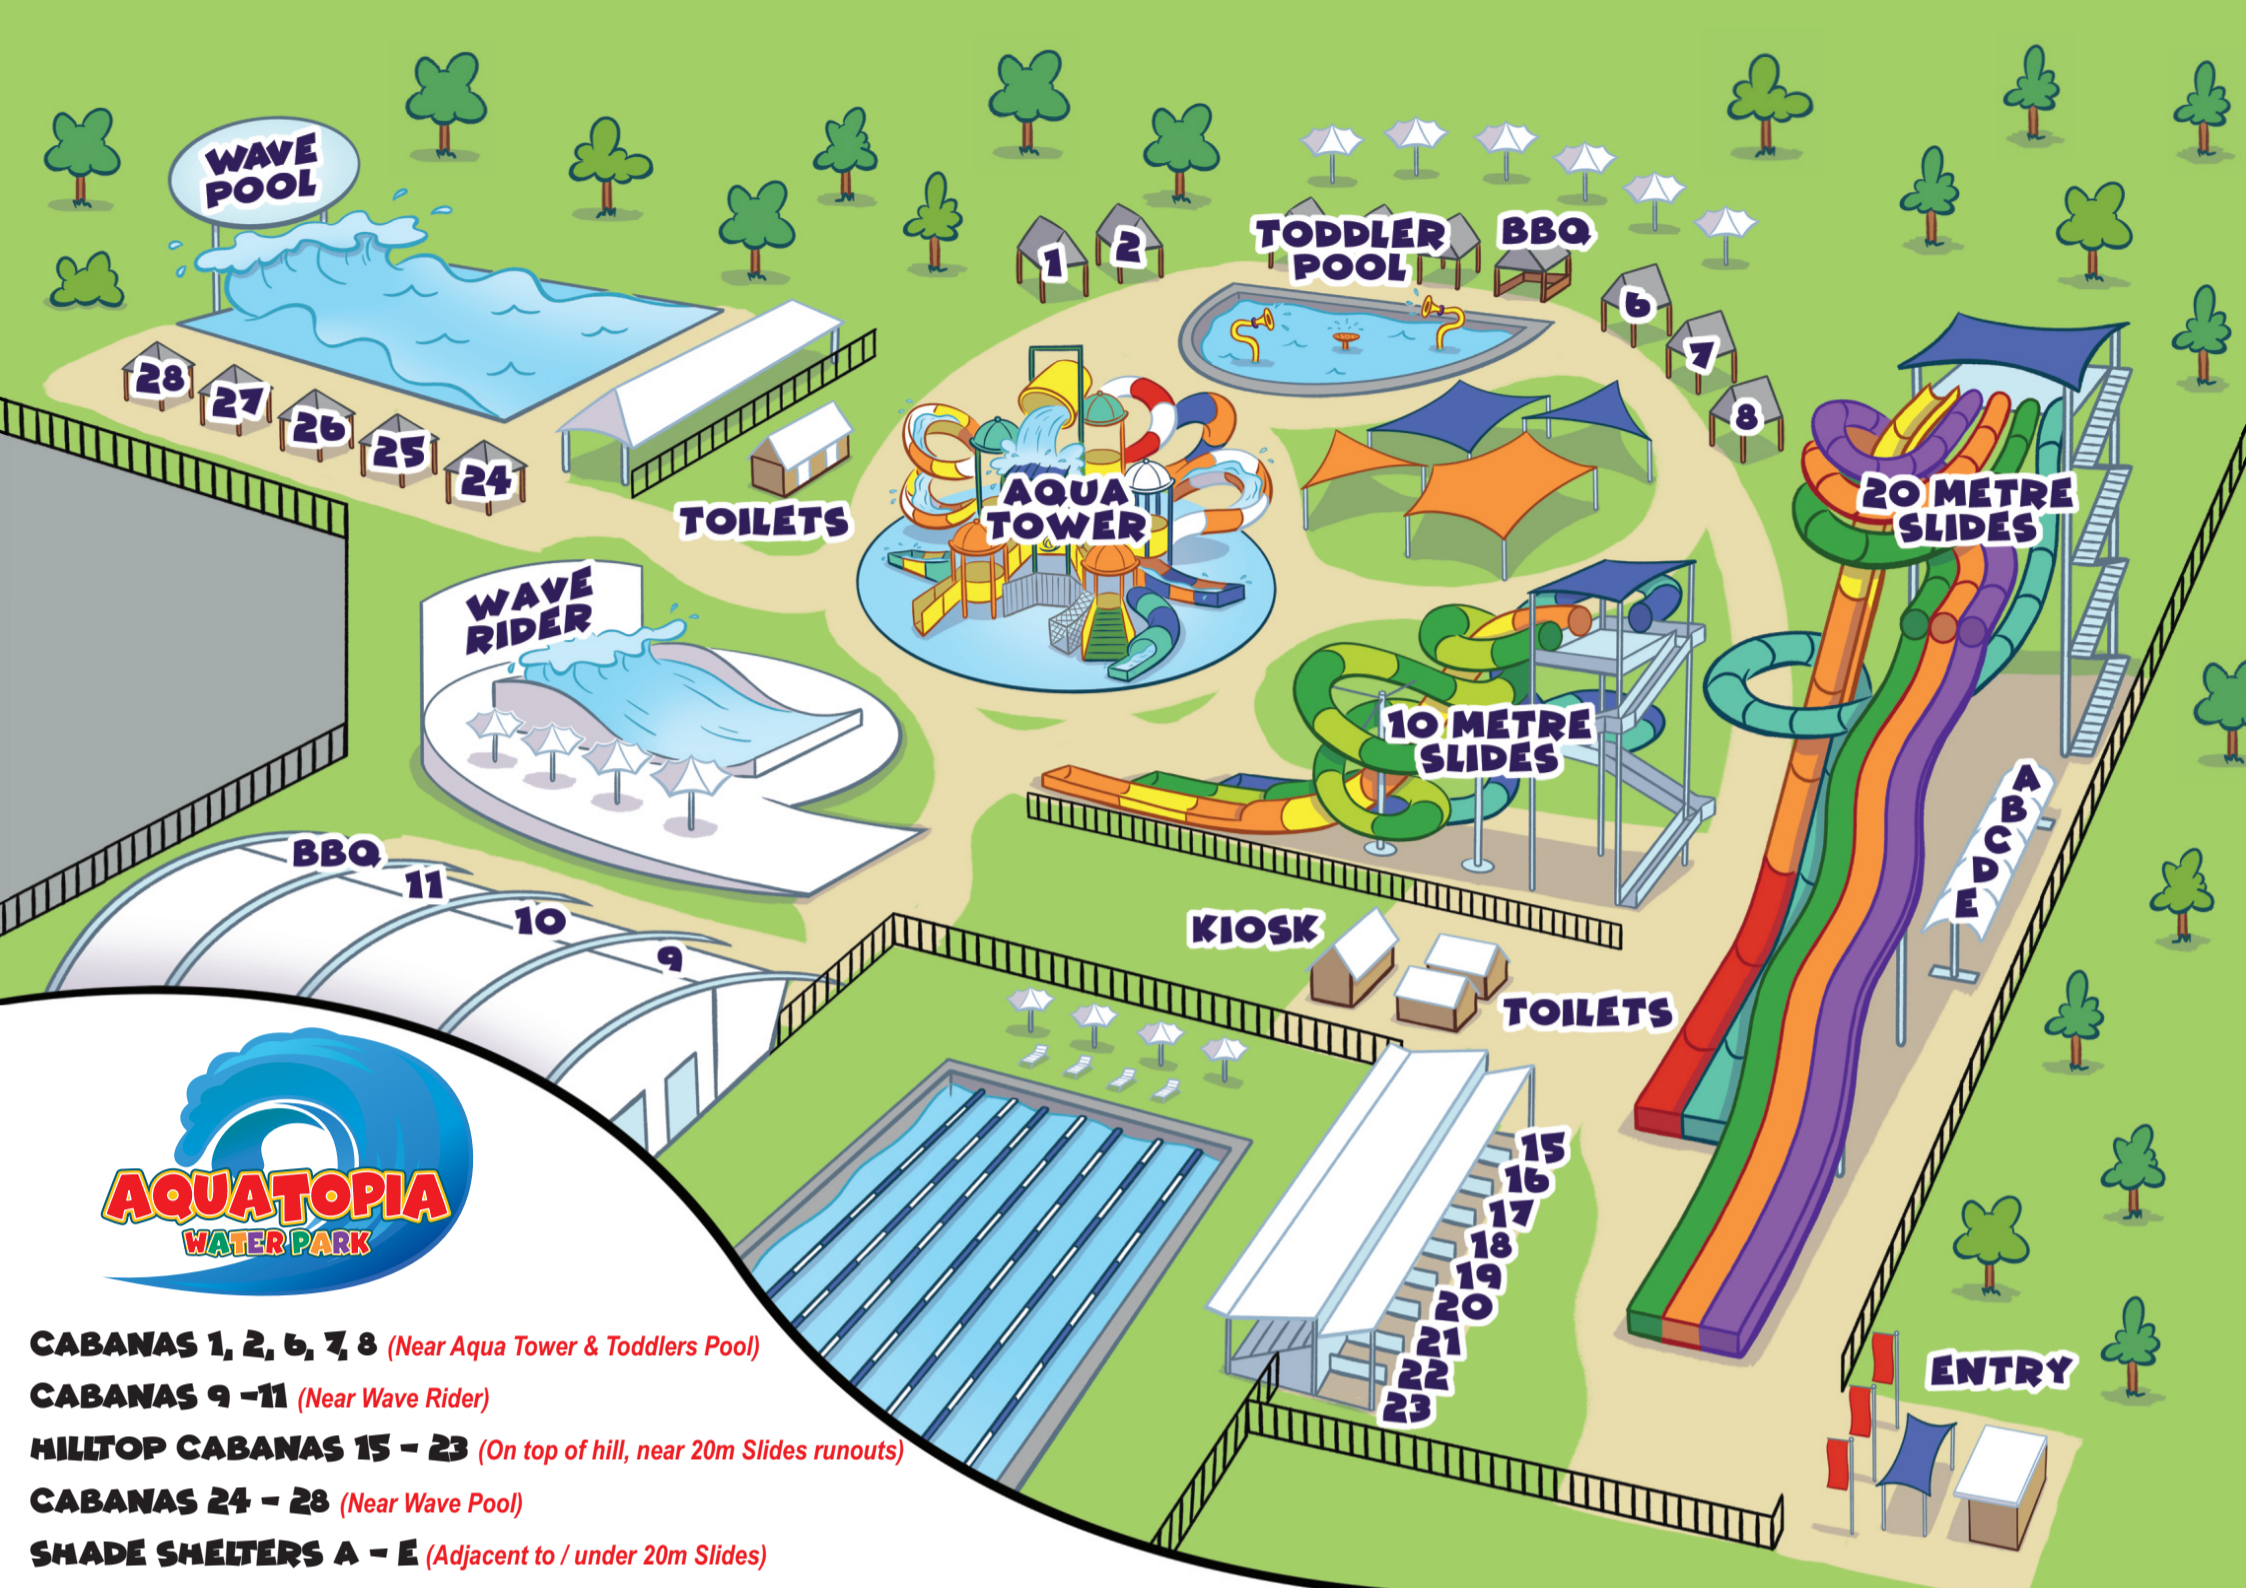 WAVE
POOL
1
2
TODDLER
POOL
BBQ
6
7
8
28
27
26
25
24
TOILETS
AQUA
TOWER
20 METRE
SLIDES
WAVE
RIDER
10 METRE
SLIDES
A
B
C
D
E
BBQ
11
10
9
KIOSK
TOILETS
15
16
17
18
19
20
21
22
23
ENTRY
AQUATOPIA
WATER PARK
CABANAS 1, 2, 6, 7, 8 (Near Aqua Tower & Toddlers Pool)
CABANAS 9 -11 (Near Wave Rider)
HILLTOP CABANAS 15 - 23 (On top of hill, near 20m Slides runouts)
CABANAS 24 - 28 (Near Wave Pool)
SHADE SHELTERS A - E (Adjacent to / under 20m Slides)